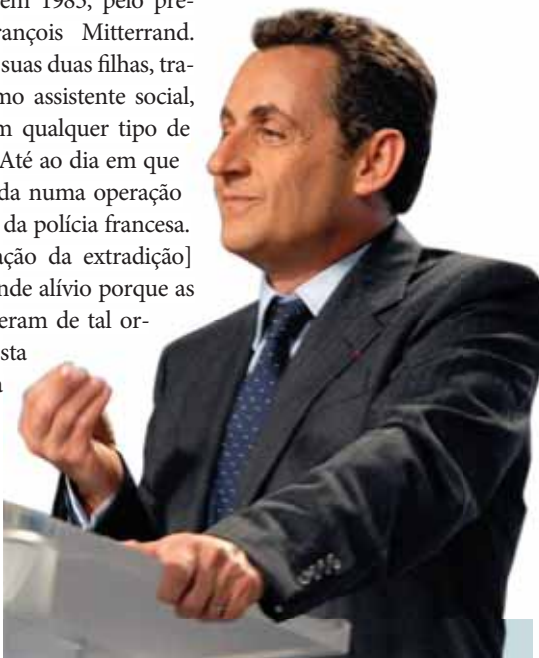 em 1985, pelo pre-
rançois Mitterrand.
suas duas filhas, tra-
mo assistente social,
m qualquer tipo de
Até ao dia em que
da numa operação
da polícia francesa.
ação da extradição]
nde alívio porque as
eram de tal or-
sta
a